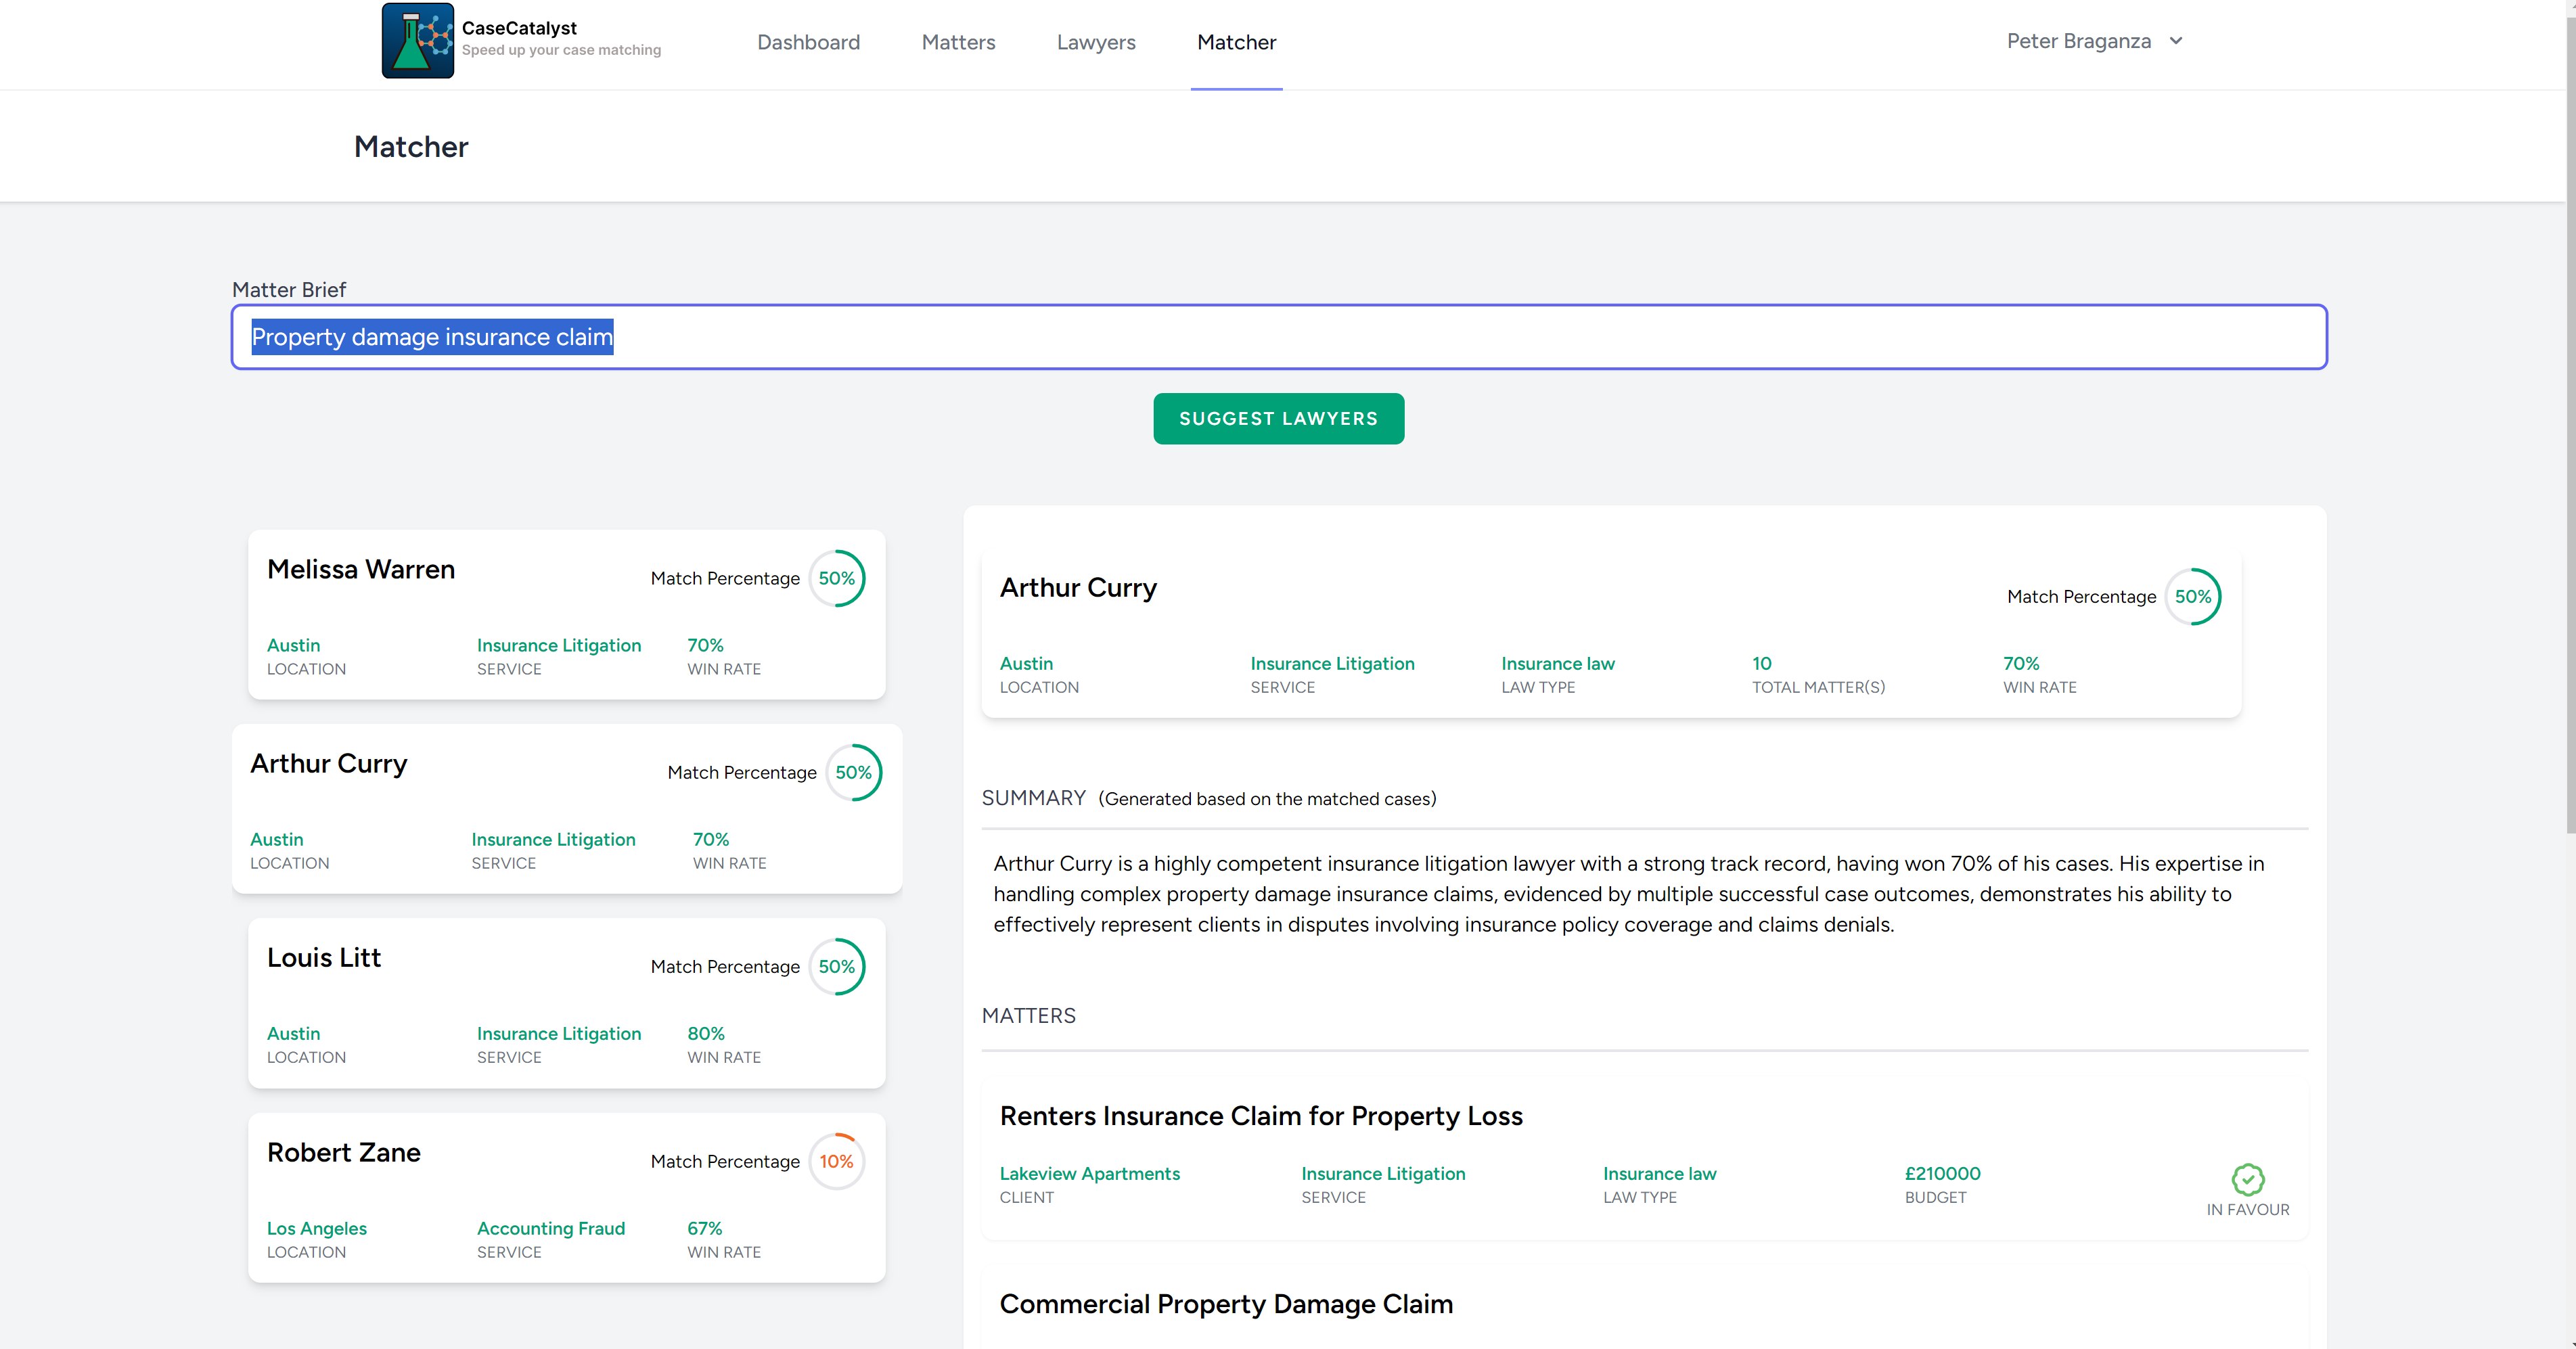 CaseCatalyst
Speed up your case matching
Dashboard
Matters
Lawyers
Matcher
Peter Braganza
Matcher
Matter Brief
Property damage insurance claim
SUGGEST LAWYERS
Melissa Warren
Match Percentage 50%
Austin Insurance Litigation 70%
LOCATION SERVICE WIN RATE
Arthur Curry
Match Percentage 50%
Austin Insurance Litigation 70%
LOCATION SERVICE WIN RATE
Louis Litt
Match Percentage 50%
Austin Insurance Litigation 80%
LOCATION SERVICE WIN RATE
Robert Zane
Match Percentage 10%
Los Angeles Accounting Fraud 67%
LOCATION SERVICE WIN RATE
Arthur Curry
Match Percentage 50%
Austin Insurance Litigation Insurance law 10 70%
LOCATION SERVICE LAW TYPE TOTAL MATTER(S) WIN RATE
SUMMARY (Generated based on the matched cases)
Arthur Curry is a highly competent insurance litigation lawyer with a strong track record, having won 70% of his cases. His expertise in
handling complex property damage insurance claims, evidenced by multiple successful case outcomes, demonstrates his ability to
effectively represent clients in disputes involving insurance policy coverage and claims denials.
MATTERS
Renters Insurance Claim for Property Loss
Lakeview Apartments Insurance Litigation Insurance law £210000
CLIENT SERVICE LAW TYPE BUDGET
IN FAVOUR
Commercial Property Damage Claim